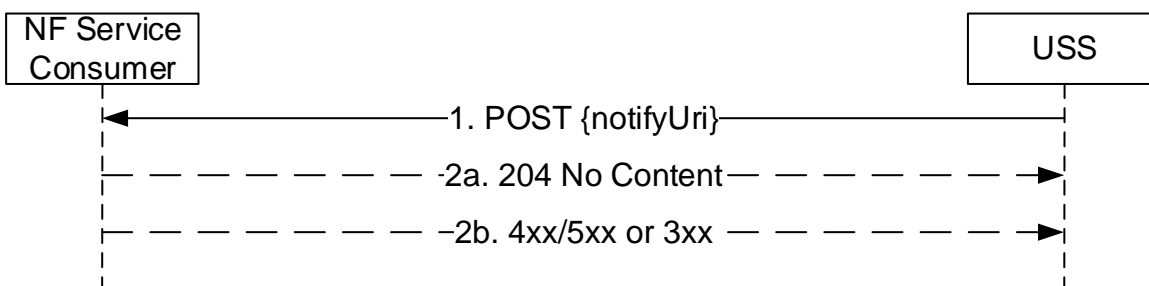 NF Service
Consumer
USS
1. POST {notifyUri}
2a. 204 No Content
2b. 4xx/5xx or 3xx